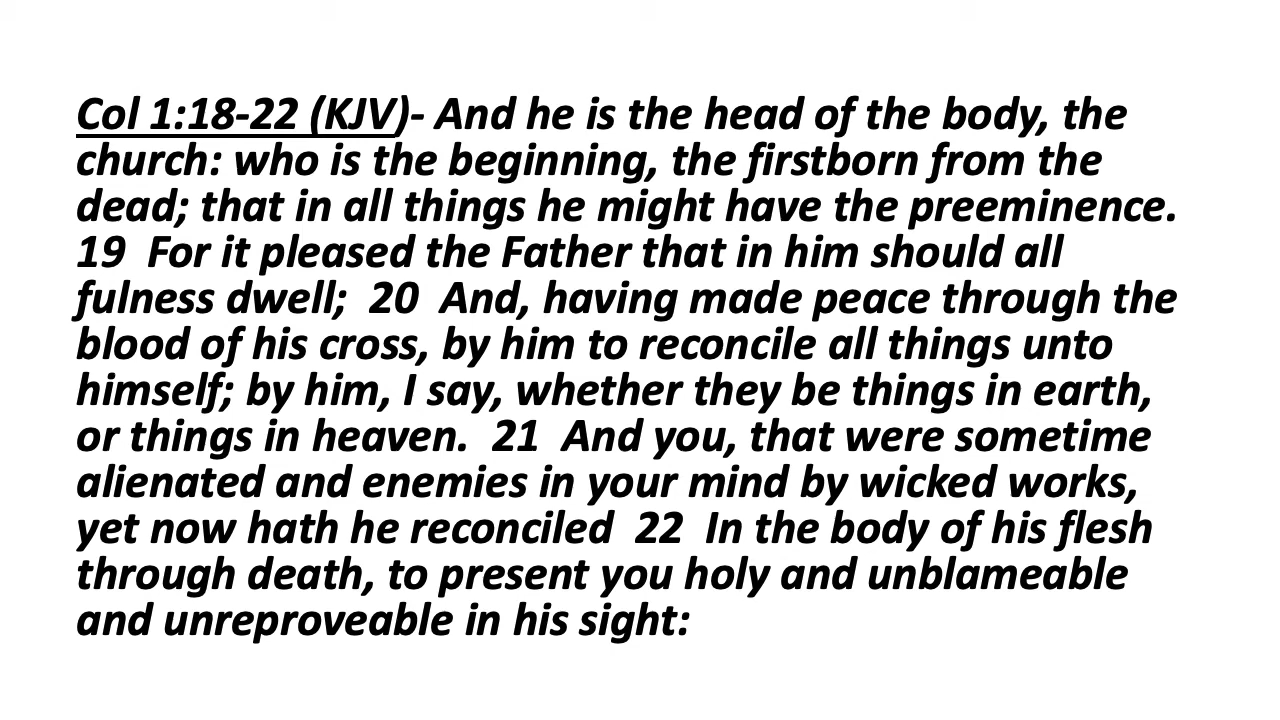 Col 1:18-22 (KJV)- And he is the head of the body, the
church: who is the beginning, the firstborn from the
dead; that in all things he might have the preeminence.
19  For it pleased the Father that in him should all
fulness dwell;  20  And, having made peace through the
blood of his cross, by him to reconcile all things unto
himself; by him, I say, whether they be things in earth,
or things in heaven.  21  And you, that were sometime
alienated and enemies in your mind by wicked works,
yet now hath he reconciled  22  In the body of his flesh
through death, to present you holy and unblameable
and unreproveable in his sight: